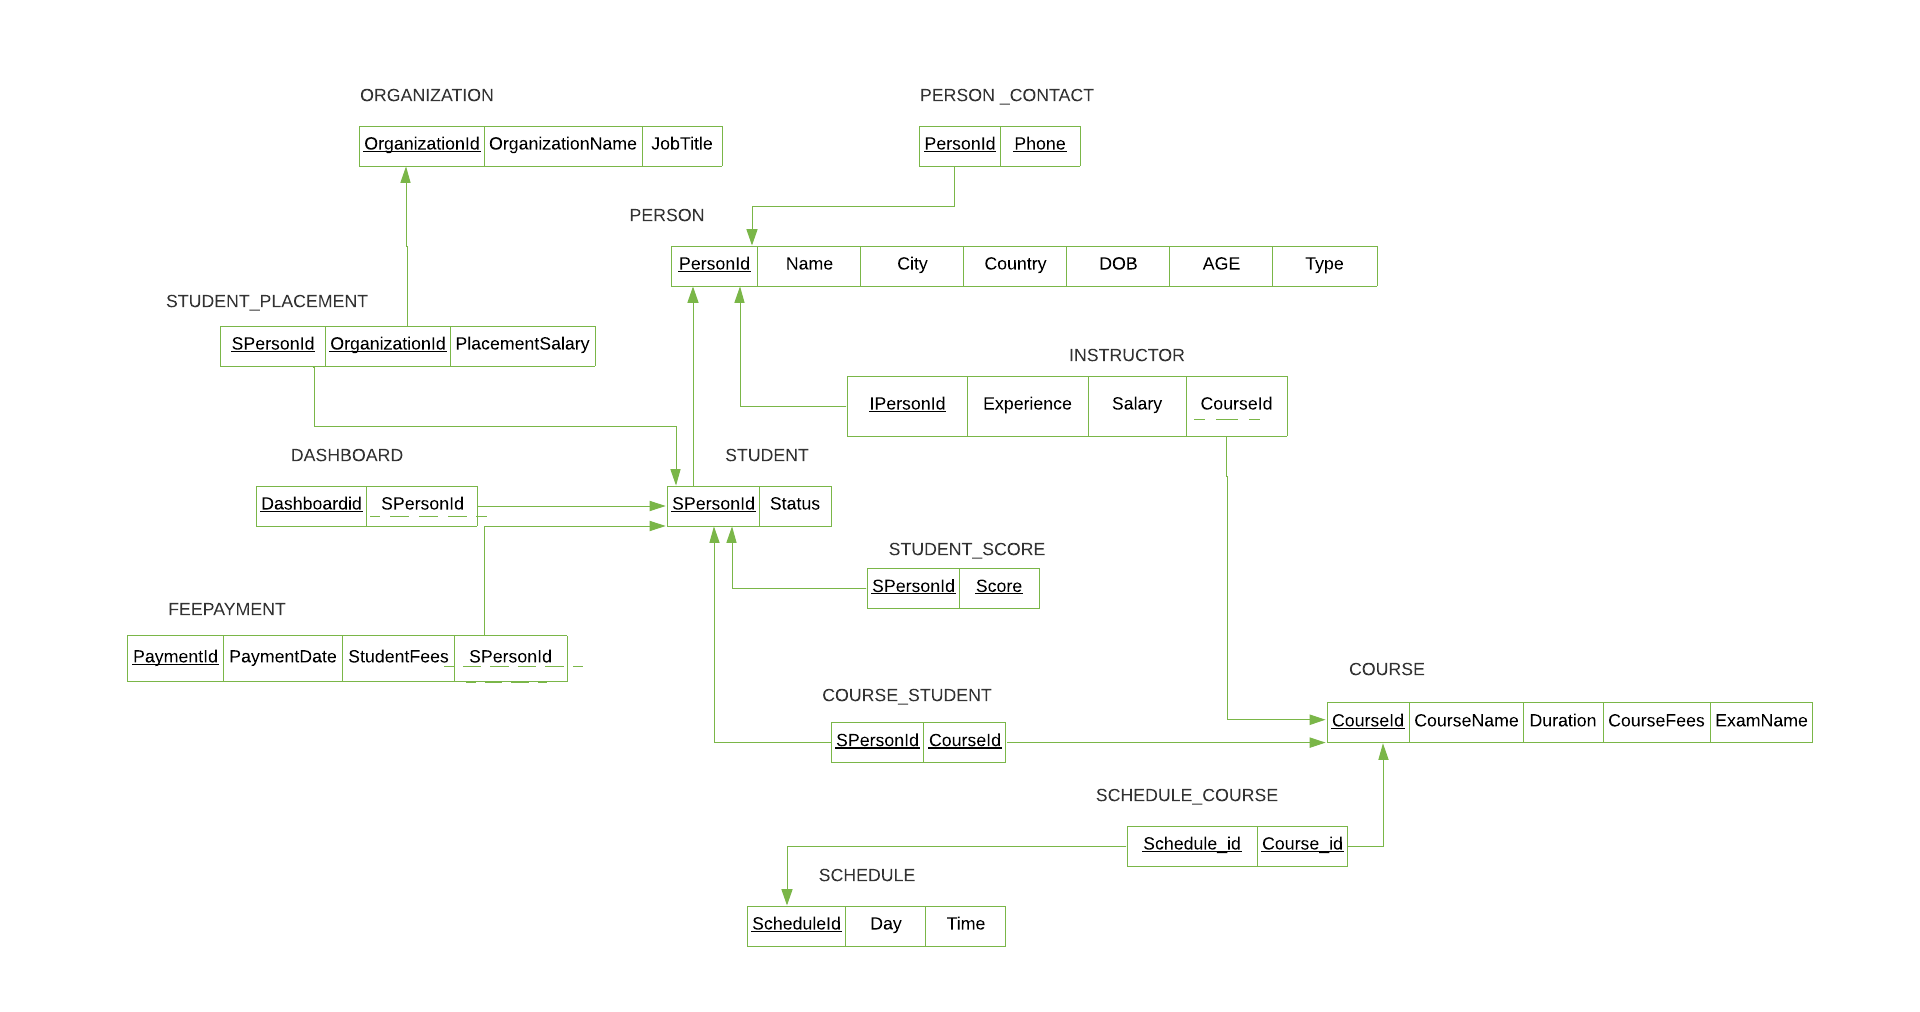 ORGANIZATION
OrganizationId OrganizationName JobTitle
PERSON _CONTACT
PersonId Phone
PERSON
PersonId Name City Country DOB AGE Type
STUDENT_PLACEMENT
SPersonId OrganizationId PlacementSalary
INSTRUCTOR
IPersonId Experience Salary CourseId
DASHBOARD
Dashboardid SPersonId
STUDENT
SPersonId Status
STUDENT_SCORE
SPersonId Score
FEEPAYMENT
PaymentId PaymentDate StudentFees SPersonId
COURSE
CourseId CourseName Duration CourseFees ExamName
COURSE_STUDENT
SPersonId CourseId
SCHEDULE_COURSE
Schedule_id Course_id
SCHEDULE
ScheduleId Day Time